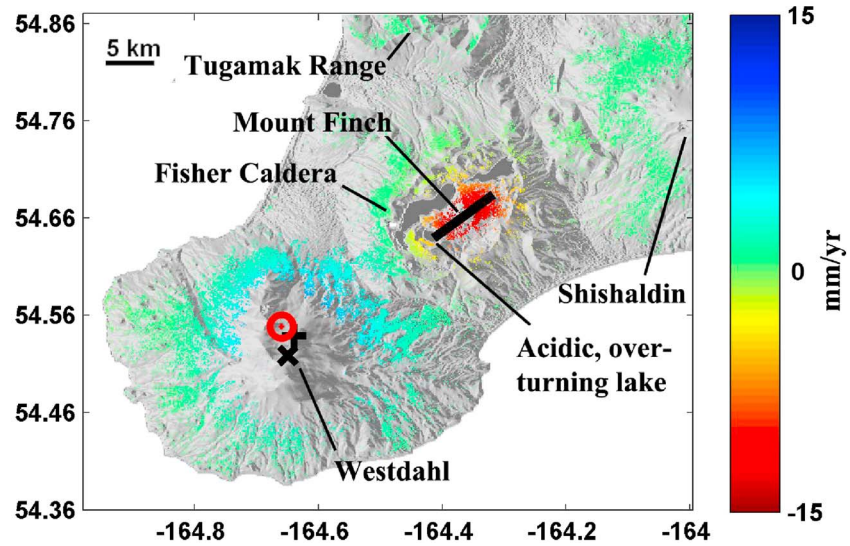 54.86
54.76
54.66
54.56
54.46
54.36
5 km
Tugamak Range
Mount Finch
Fisher Caldera
Shishaldin
Acidic, over-
turning lake
Westdahl
-164.8
-164.6
-164.4
-164.2
-164
15
0
-15
mm/yr